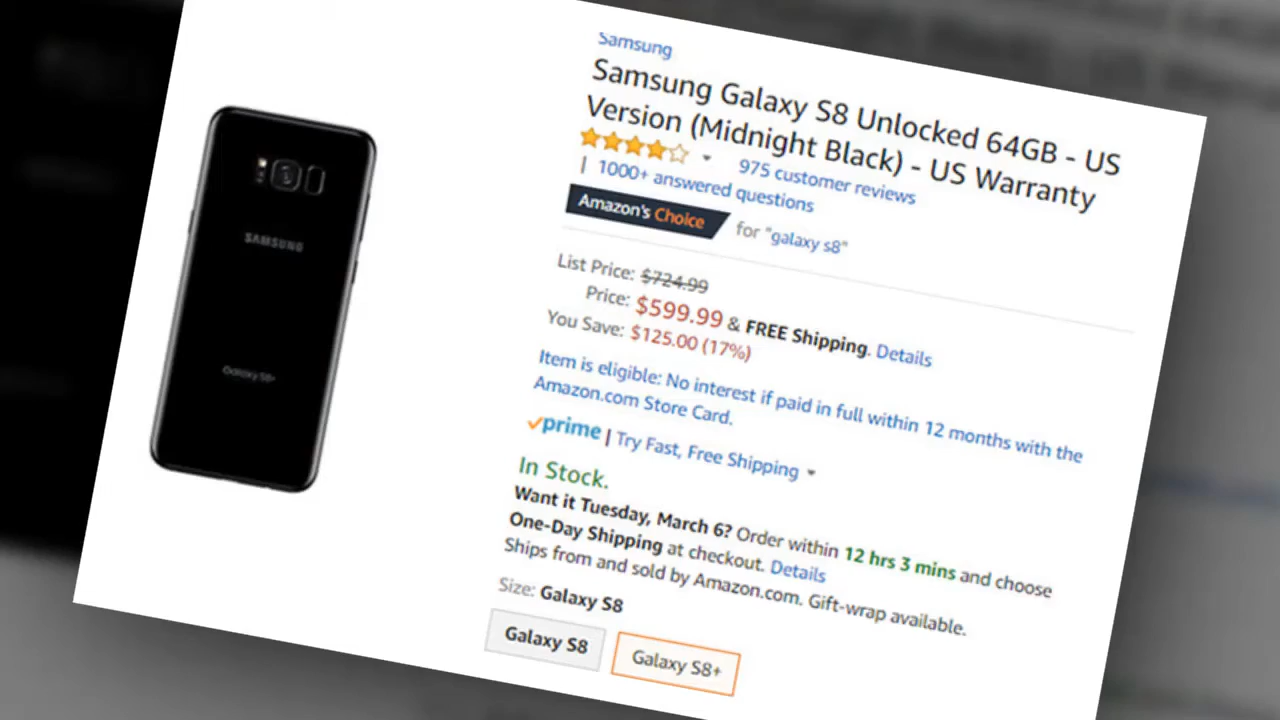 SAMSUNG
Galaxy S8+
Samsung
Samsung Galaxy S8 Unlocked 64GB - US
Version (Midnight Black) - US Warranty
975 customer reviews
| 1000+ answered questions
Amazon's Choice for "galaxy s8"
List Price: $724.99
Price: $599.99 & FREE Shipping. Details
You Save: $125.00 (17%)
Item is eligible: No interest if paid in full within 12 months with the
Amazon.com Store Card.
prime | Try Fast, Free Shipping
In Stock.
Want it Tuesday, March 6? Order within 12 hrs 3 mins and choose
One-Day Shipping at checkout. Details
Ships from and sold by Amazon.com. Gift-wrap available.
Size: Galaxy S8
Galaxy S8 Galaxy S8+